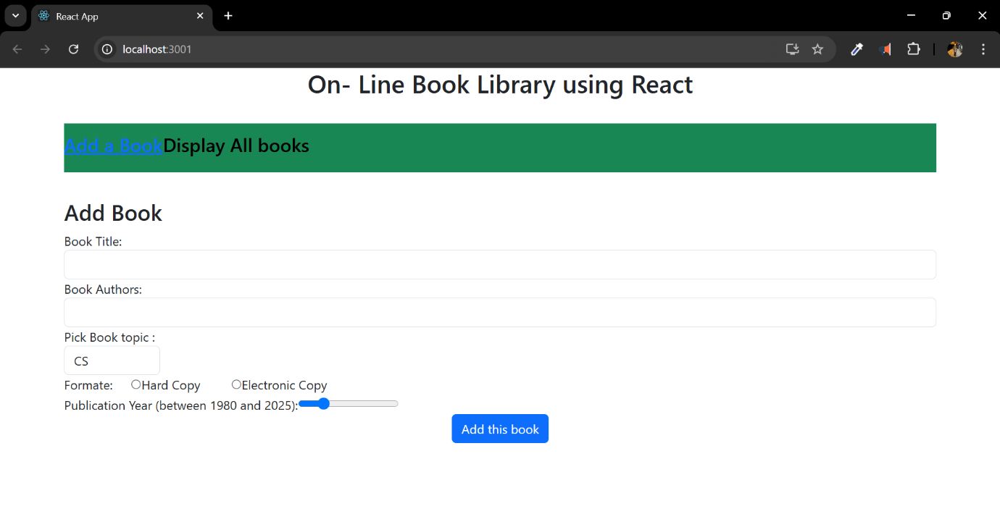 React App
localhost:3001
On- Line Book Library using React
Add a BookDisplay All books
Add Book
Book Title:
Book Authors:
Pick Book topic :
CS
Formate: Hard Copy Electronic Copy
Publication Year (between 1980 and 2025):
Add this book